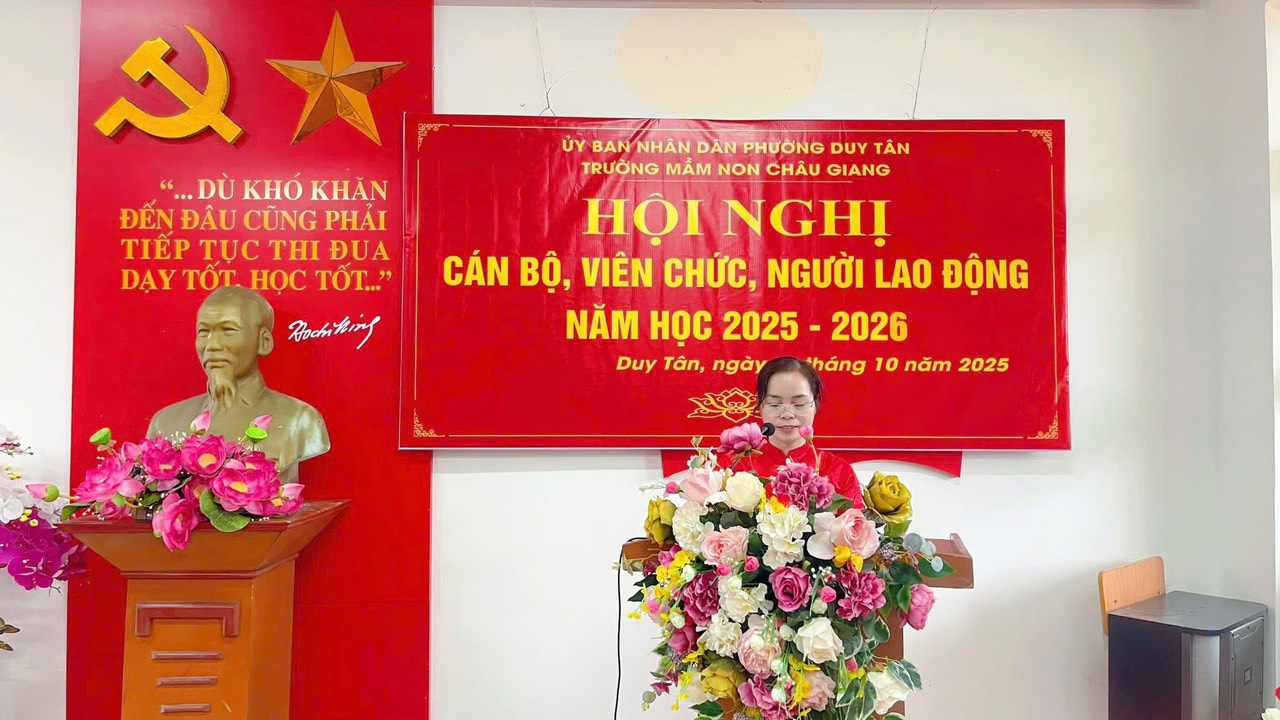 “...DÙ KHÓ KHĂN
ĐẾN ĐÂU CŨNG PHẢI
TIẾP TỤC THI ĐUA
DẠY TỐT, HỌC TỐT...”
Hochiminh
ỦY BAN NHÂN DÂN PHƯỜNG DUY TÂN
TRƯỜNG MẦM NON CHÂU GIANG
HỘI NGHỊ
CÁN BỘ, VIÊN CHỨC, NGƯỜI LAO ĐỘNG
NĂM HỌC 2025 - 2026
Duy Tân, ngày tháng 10 năm 2025